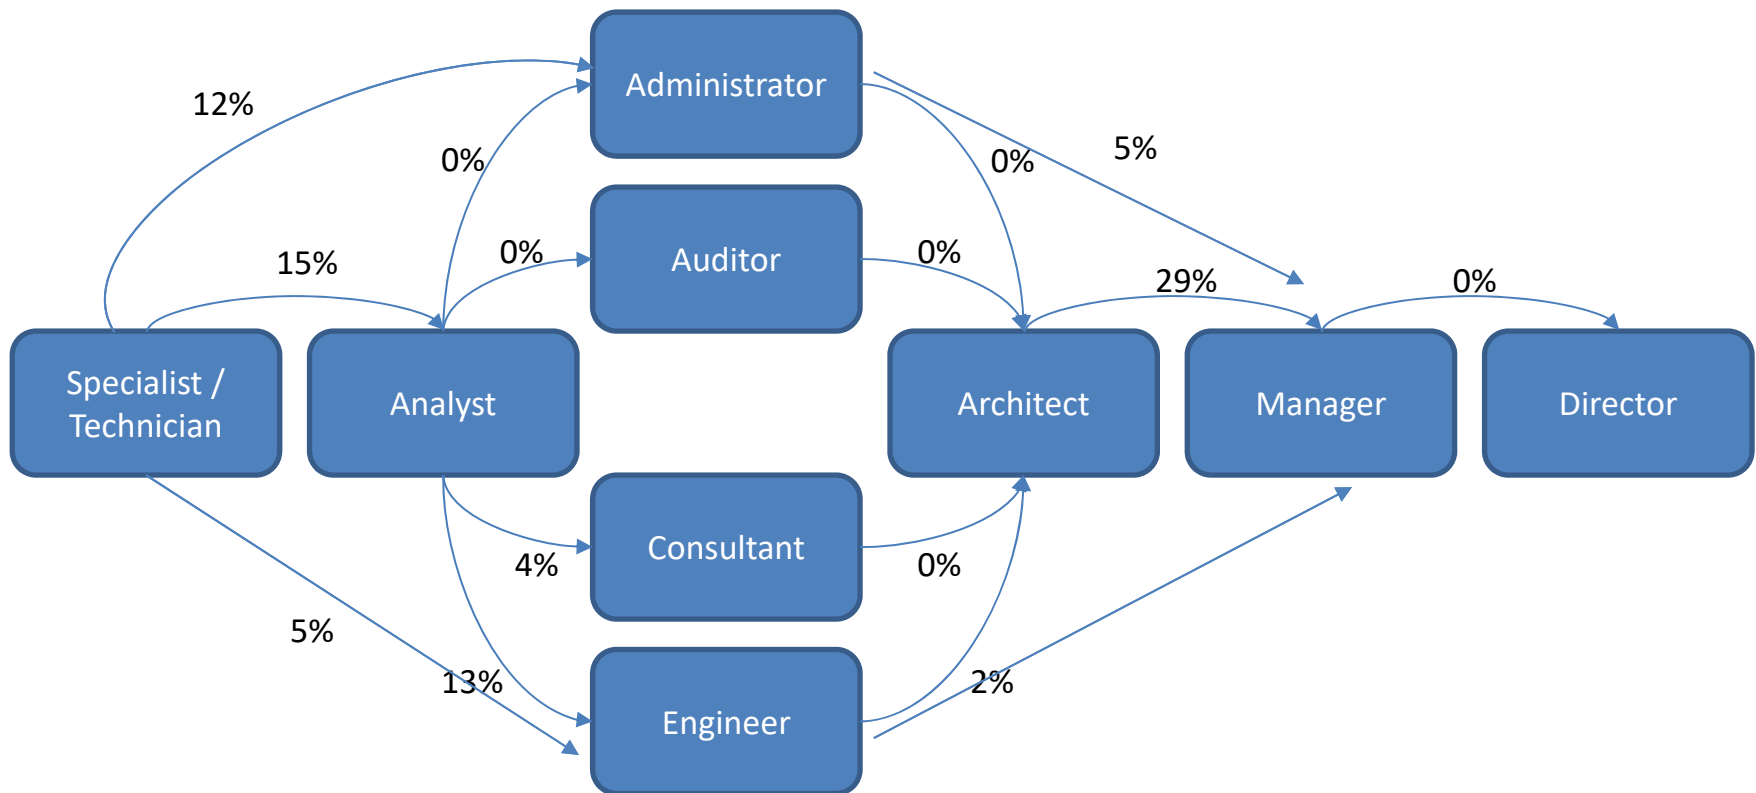 Administrator
12%
5%
0%
0%
Auditor
0%
0%
15%
29%
0%
Specialist /
Technician
Analyst
Architect
Manager
Director
Consultant
4%
0%
5%
13%
2%
Engineer